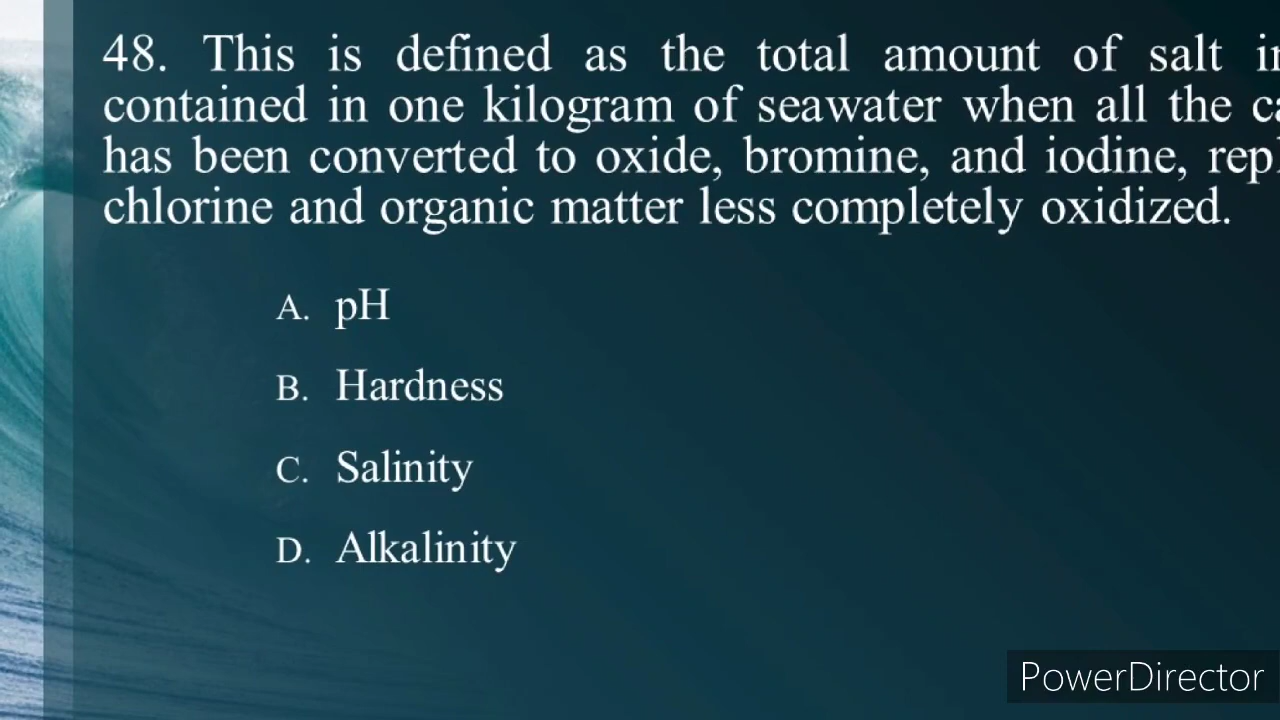 48. This is defined as the total amount of salt
contained in one kilogram of seawater when all the
has been converted to oxide, bromine, and iodine,
chlorine and organic matter less completely oxidized.
A. pH
B. Hardness
C. Salinity
D. Alkalinity
PowerDirector